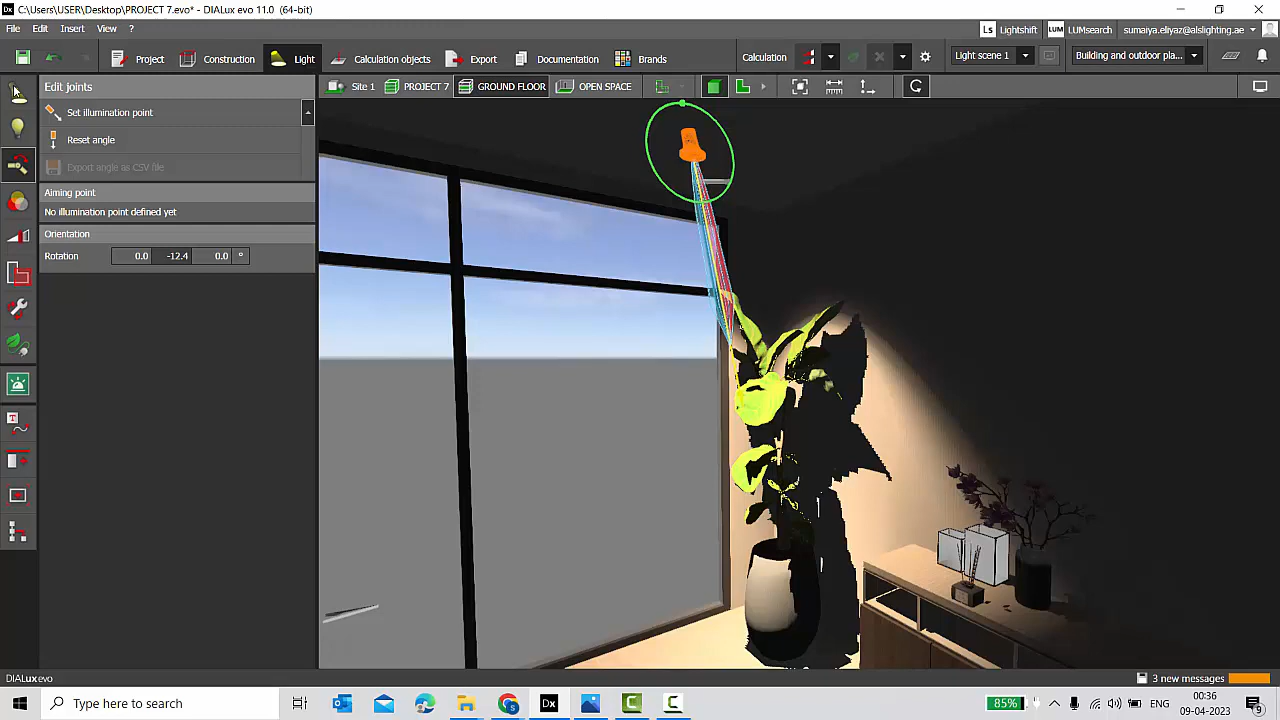 C:\Users\USER\Desktop\PROJECT 7.evo* - DIALux evo 11.0 (64-bit)
File Edit Insert View ?
Ls Lightshift LUM LUMsearch sumaiya.eliyaz@alslighting.ae
Project Construction Light Calculation objects Export Documentation Brands Calculation Light scene 1 Building and outdoor pla...
Edit joints
Site 1 PROJECT 7 GROUND FLOOR OPEN SPACE
Set illumination point
Reset angle
Export angle as CSV file
Aiming point
No illumination point defined yet
Orientation
Rotation 0.0 -12.4 0.0 °
DIALux evo
3 new messages
Type here to search
85%
ENG
00:36
09-04-2023
9